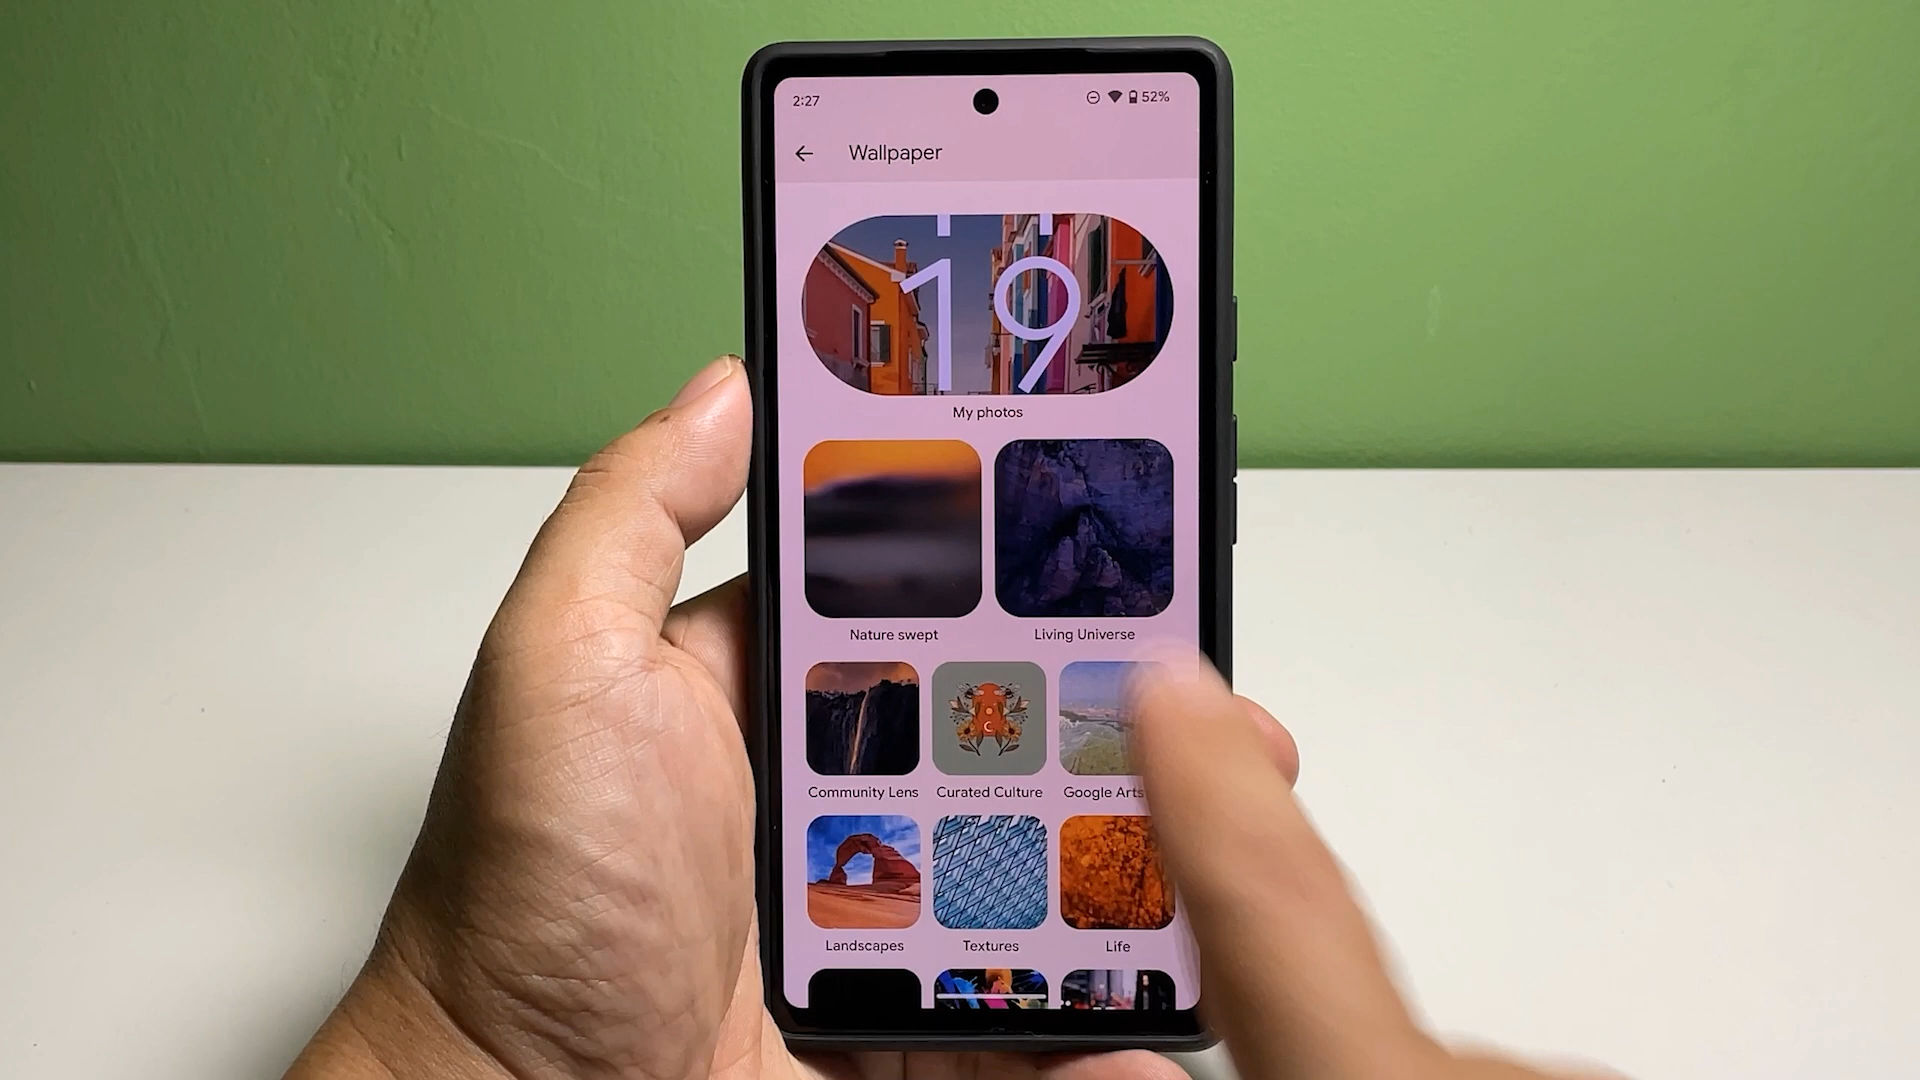 2:27
52%
Wallpaper
19
My photos
Nature swept
Living Universe
Community Lens
Curated Culture
Google Arts
Landscapes
Textures
Life